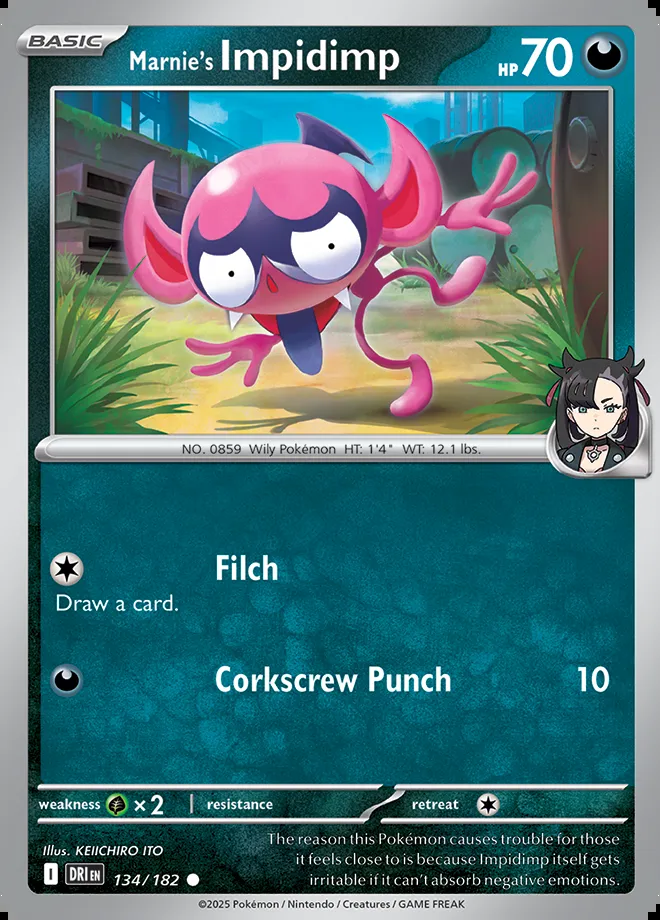 BASIC
Marnie's Impidimp
HP 70
NO. 0859 Wily Pokémon HT: 1'4" WT: 12.1 lbs.
Filch
Draw a card.
Corkscrew Punch 10
weakness ×2 resistance retreat
Illus. KEIICHIRO ITO
The reason this Pokémon causes trouble for those
it feels close to is because Impidimp itself gets
irritable if it can't absorb negative emotions.
I DRI EN 134/182
©2025 Pokémon / Nintendo / Creatures / GAME FREAK